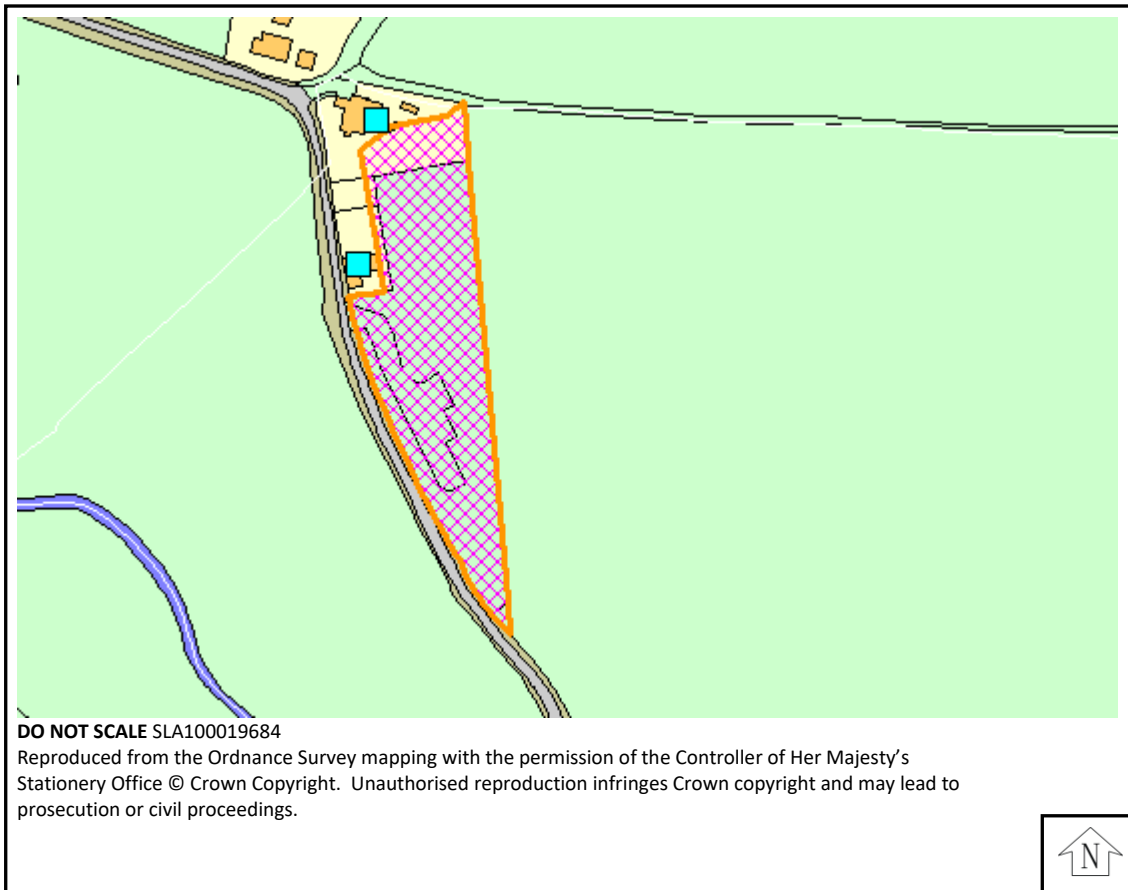 DO NOT SCALE SLA100019684
Reproduced from the Ordnance Survey mapping with the permission of the Controller of Her Majesty’s
Stationery Office © Crown Copyright.  Unauthorised reproduction infringes Crown copyright and may lead to
prosecution or civil proceedings.
N